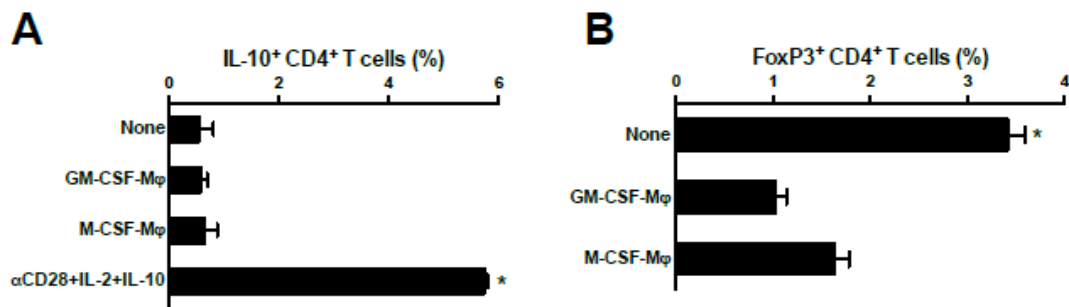 A
IL-10⁺ CD4⁺ T cells (%)
0 2 4 6
None
GM-CSF-Mφ
M-CSF-Mφ
αCD28+IL-2+IL-10
*
B
FoxP3⁺ CD4⁺ T cells (%)
0 1 2 3 4
None
*
GM-CSF-Mφ
M-CSF-Mφ